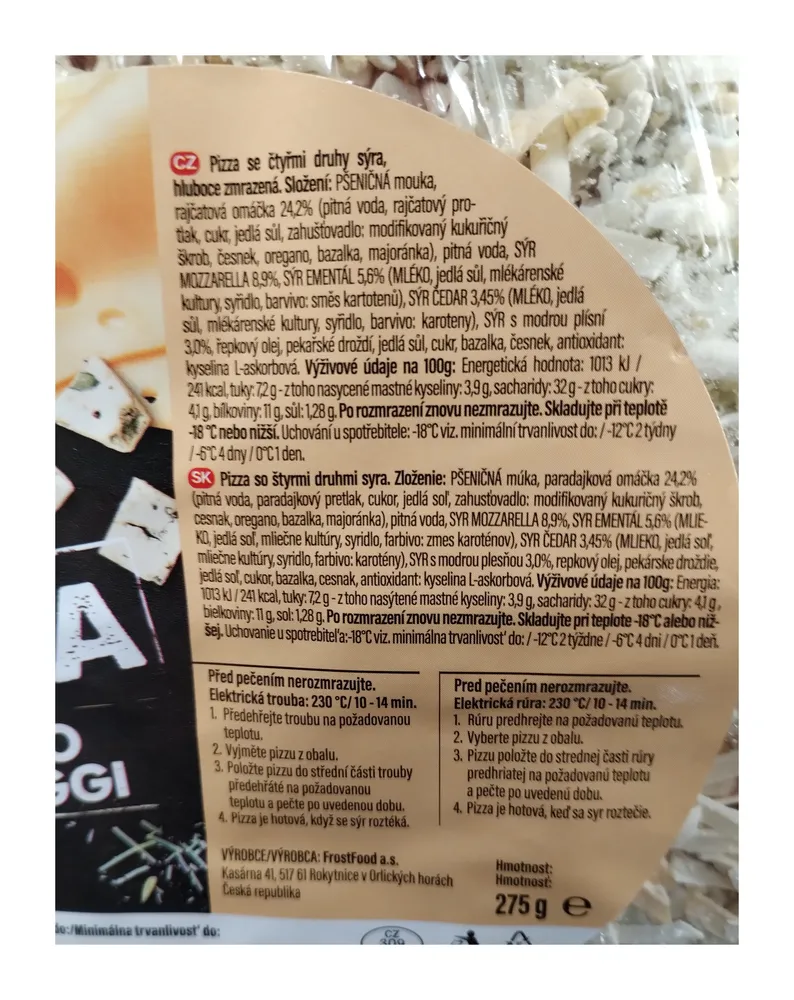 CZ Pizza se čtyřmi druhy sýra,
hluboce zmrazená. Složení: PŠENIČNÁ mouka,
rajčatová omáčka 24,2% (pitná voda, rajčatový pro-
tlak, cukr, jedlá sůl, zahušťovadlo: modifikovaný kukuřičný
škrob, česnek, oregano, bazalka, majoránka), pitná voda, SÝR
MOZZARELLA 8,9%, SÝR EMENTÁL 5,6% (MLÉKO, jedlá sůl, mlékárenské
kultury, syřidlo, barvivo: směs kartotenů), SÝR ČEDAR 3,45% (MLÉKO, jedlá
sůl, mlékárenské kultury, syřidlo, barvivo: karoteny), SÝR s modrou plísní
3,0%, řepkový olej, pekařské droždí, jedlá sůl, cukr, bazalka, česnek, antioxidant:
kyselina L-askorbová. Výživové údaje na 100g: Energetická hodnota: 1013 kJ /
241 kcal, tuky: 7,2 g - z toho nasycené mastné kyseliny: 3,9 g, sacharidy: 32 g - z toho cukry:
4,1 g, bílkoviny: 11 g, sůl: 1,28 g. Po rozmrazení znovu nezmrazujte. Skladujte při teplotě
-18 °C nebo nižší. Uchování u spotřebitele: -18°C viz. minimální trvanlivost do: / -12°C 2 týdny
/ -6°C 4 dny / 0°C 1 den.
SK Pizza so štyrmi druhmi syra. Zloženie: PŠENIČNÁ múka, paradajková omáčka 24,2%
(pitná voda, paradajkový pretlak, cukor, jedlá soľ, zahusťovadlo: modifikovaný kukuričný škrob,
cesnak, oregano, bazalka, majoránka), pitná voda, SYR MOZZARELLA 8,9%, SYR EMENTÁL 5,6% (MLIE-
KO, jedlá soľ, mliečne kultúry, syridlo, farbivo: zmes karoténov), SYR ČEDAR 3,45% (MLIEKO, jedlá soľ,
mliečne kultúry, syridlo, farbivo: karotény), SYR s modrou plesňou 3,0%, repkový olej, pekárske droždie,
jedlá soľ, cukor, bazalka, cesnak, antioxidant: kyselina L-askorbová. Výživové údaje na 100g: Energia:
1013 kJ / 241 kcal, tuky: 7,2 g - z toho nasýtené mastné kyseliny: 3,9 g, sacharidy: 32 g - z toho cukry: 4,1 g,
bielkoviny: 11 g, sol: 1,28 g. Po rozmrazení znovu nezmrazujte. Skladujte pri teplote -18°C alebo niž-
šej. Uchovanie u spotrebiteľa:-18°C viz. minimálna trvanlivosť do: / -12°C 2 týždne / -6°C 4 dni / 0°C 1 deň.
A
O
GGI
Před pečením nerozmrazujte.
Elektrická trouba: 230 °C/ 10 - 14 min.
1. Předehřejte troubu na požadovanou
teplotu.
2. Vyjměte pizzu z obalu.
3. Položte pizzu do střední části trouby
předehřáté na požadovanou
teplotu a pečte po uvedenou dobu.
4. Pizza je hotová, když se sýr roztéká.
Pred pečením nerozmrazujte.
Elektrická rúra: 230 °C/ 10 - 14 min.
1. Rúru predhrejte na požadovanú teplotu.
2. Vyberte pizzu z obalu.
3. Pizzu položte do strednej časti rúry
predhriatej na požadovanú teplotu
a pečte po uvedenú dobu.
4. Pizza je hotová, keď sa syr roztečie.
VÝROBCE/VÝROBCA: FrostFood a.s.
Kasárna 41, 517 61 Rokytnice v Orlických horách
Česká republika
Hmotnost:
Hmotnosť:
275 g e
do:/Minimálna trvanlivosť do:
CZ
309